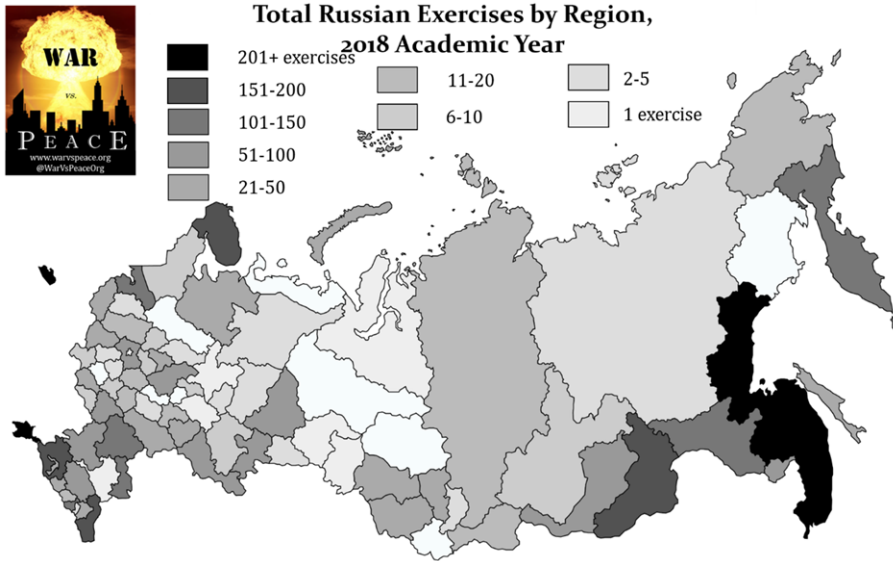 Total Russian Exercises by Region,
2018 Academic Year
WAR
vs.
PEACE
www.warvspeace.org
@WarVsPeaceOrg
201+ exercises
151-200
101-150
51-100
21-50
11-20
6-10
2-5
1 exercise